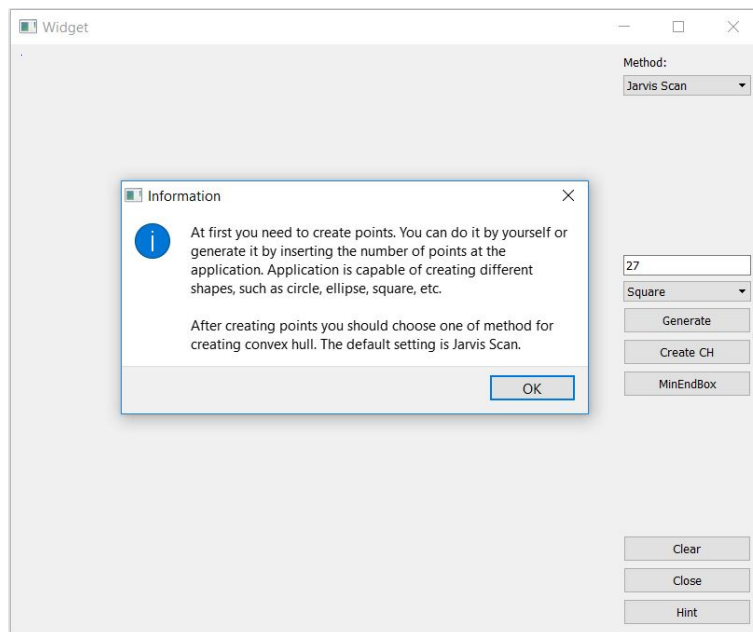 Widget
Method:
Jarvis Scan
Information
At first you need to create points. You can do it by yourself or
generate it by inserting the number of points at the
application. Application is capable of creating different
shapes, such as circle, ellipse, square, etc.
After creating points you should choose one of method for
creating convex hull. The default setting is Jarvis Scan.
OK
27
Square
Generate
Create CH
MinEndBox
Clear
Close
Hint